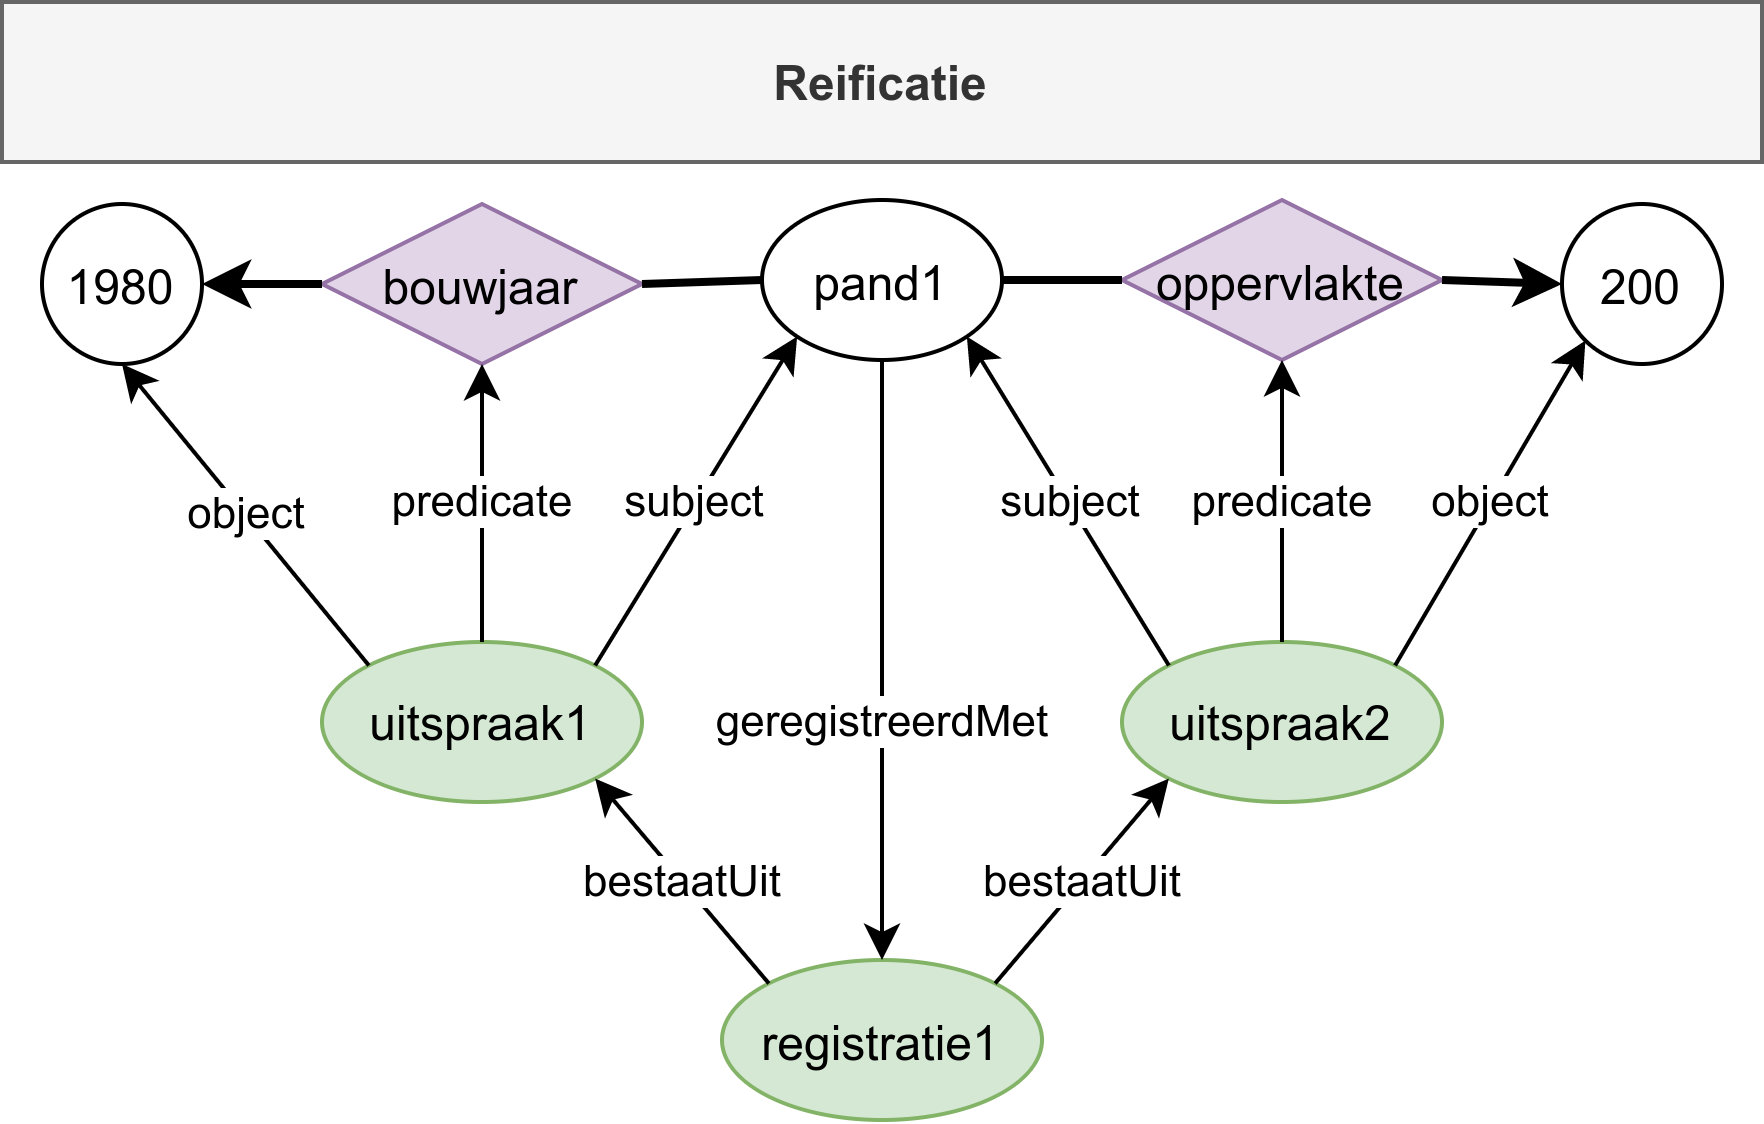 Reificatie
1980
bouwjaar
pand1
oppervlakte
200
object
predicate
subject
subject
predicate
object
uitspraak1
geregistreerdMet
uitspraak2
bestaatUit
bestaatUit
registratie1